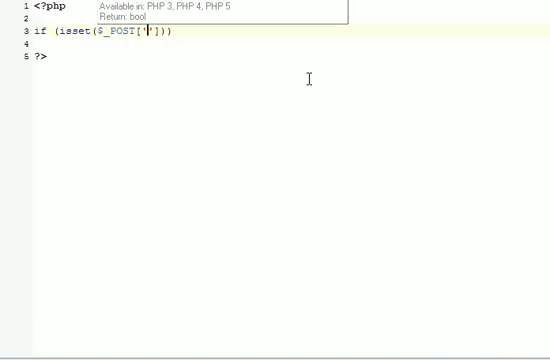 Available in: PHP 3, PHP 4, PHP 5
Return: bool
1 <?php
2
3 if (isset($_POST['']))
4
5 ?>